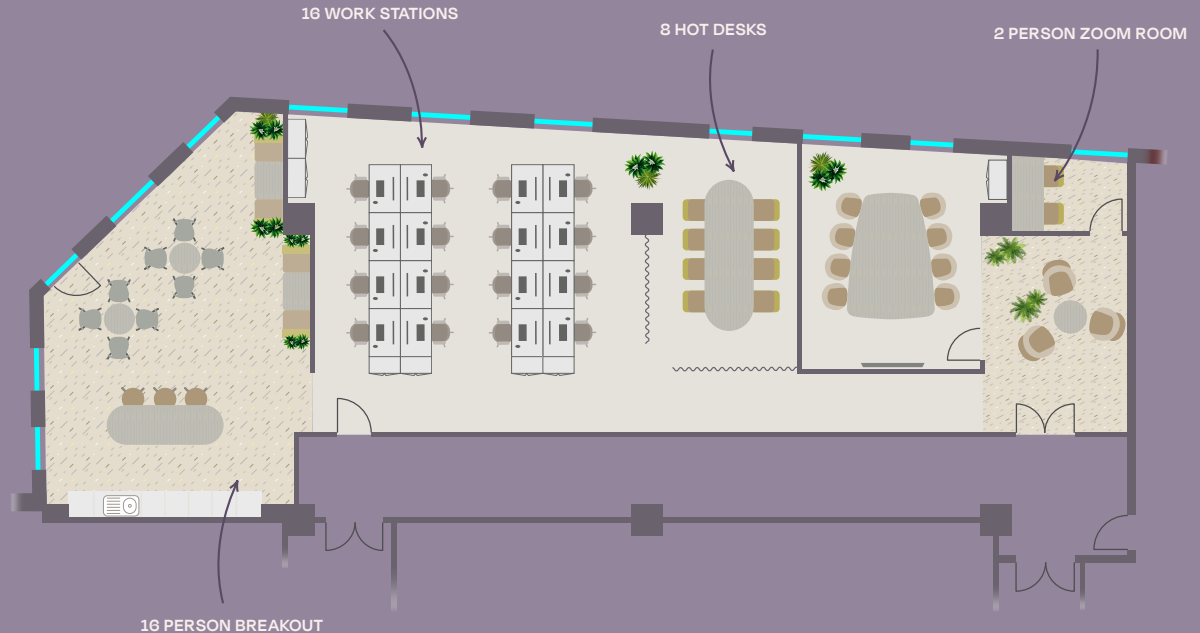 16 WORK STATIONS
8 HOT DESKS
2 PERSON ZOOM ROOM
16 PERSON BREAKOUT